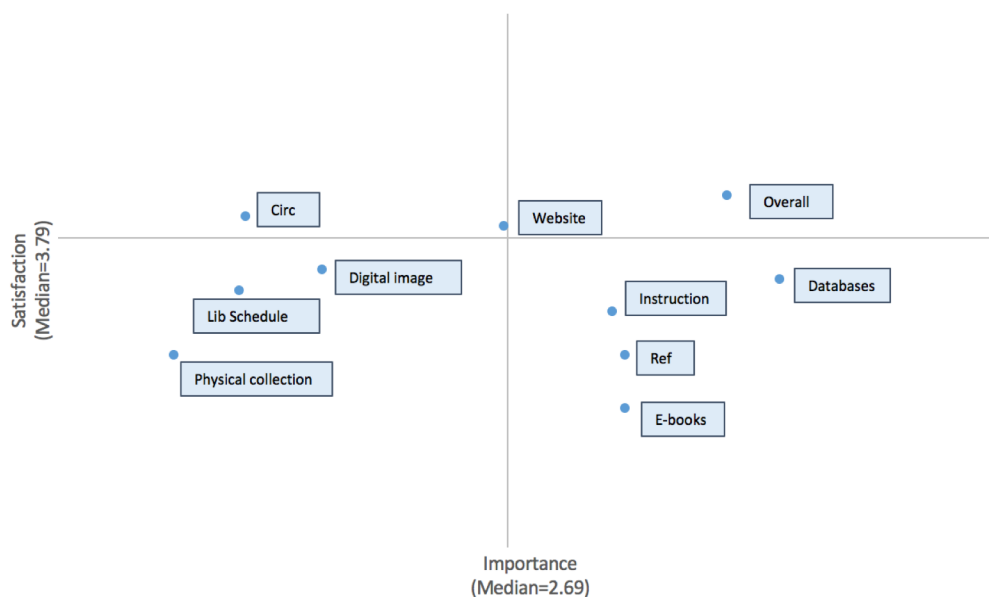 Circ
Website
Overall
Digital image
Databases
Lib Schedule
Instruction
Physical collection
Ref
E-books
Satisfaction
(Median=3.79)
Importance
(Median=2.69)